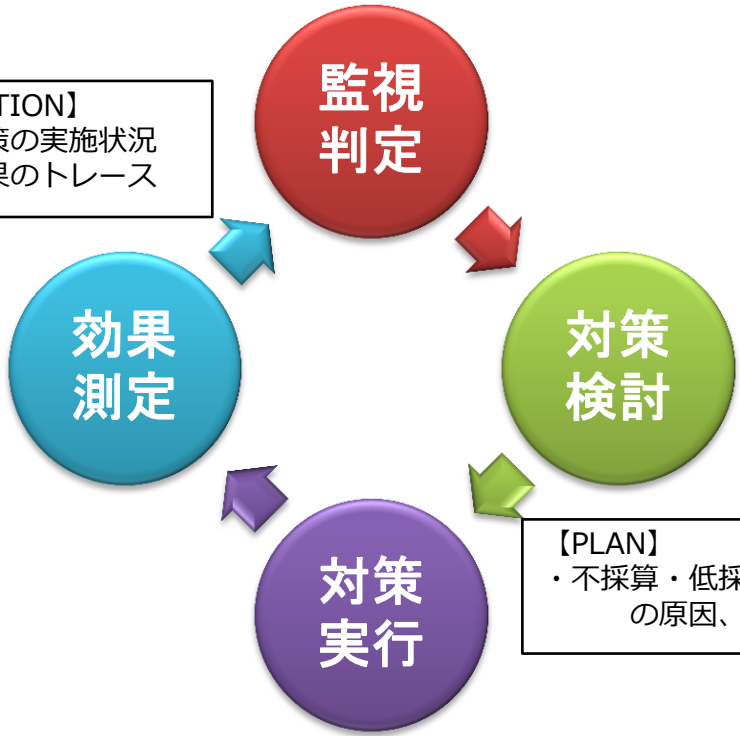 監視
判定
TION】
策の実施状況
果のトレース
効果
測定
対策
検討
対策
実行
【PLAN】
・不採算・低採
の原因、